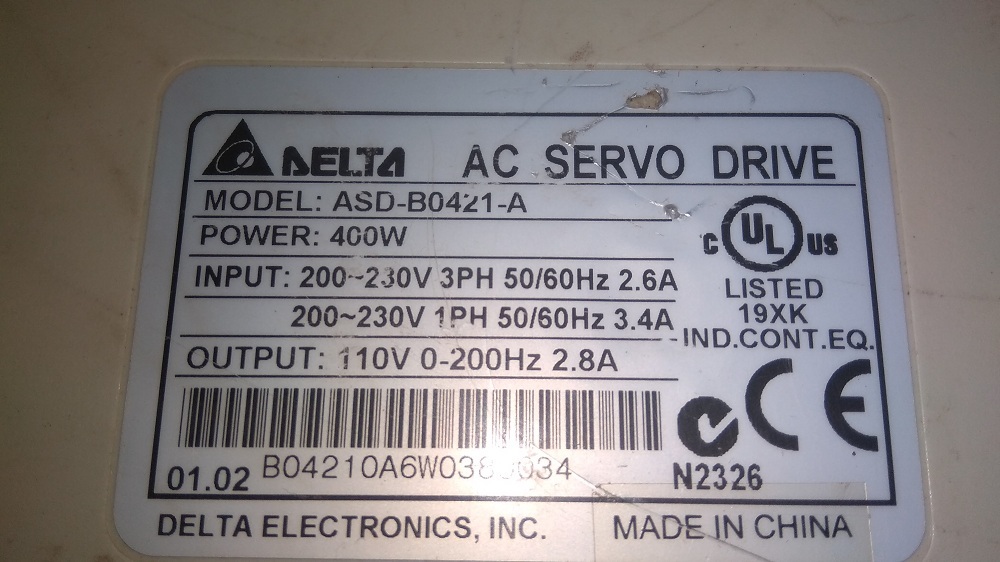 DELTA AC SERVO DRIVE
MODEL: ASD-B0421-A
POWER: 400W
INPUT: 200~230V 3PH 50/60Hz 2.6A
200~230V 1PH 50/60Hz 3.4A
OUTPUT: 110V 0-200Hz 2.8A
C UL US
LISTED
19XK
IND.CONT.EQ.
CE
01.02
N2326
DELTA ELECTRONICS, INC.
MADE IN CHINA